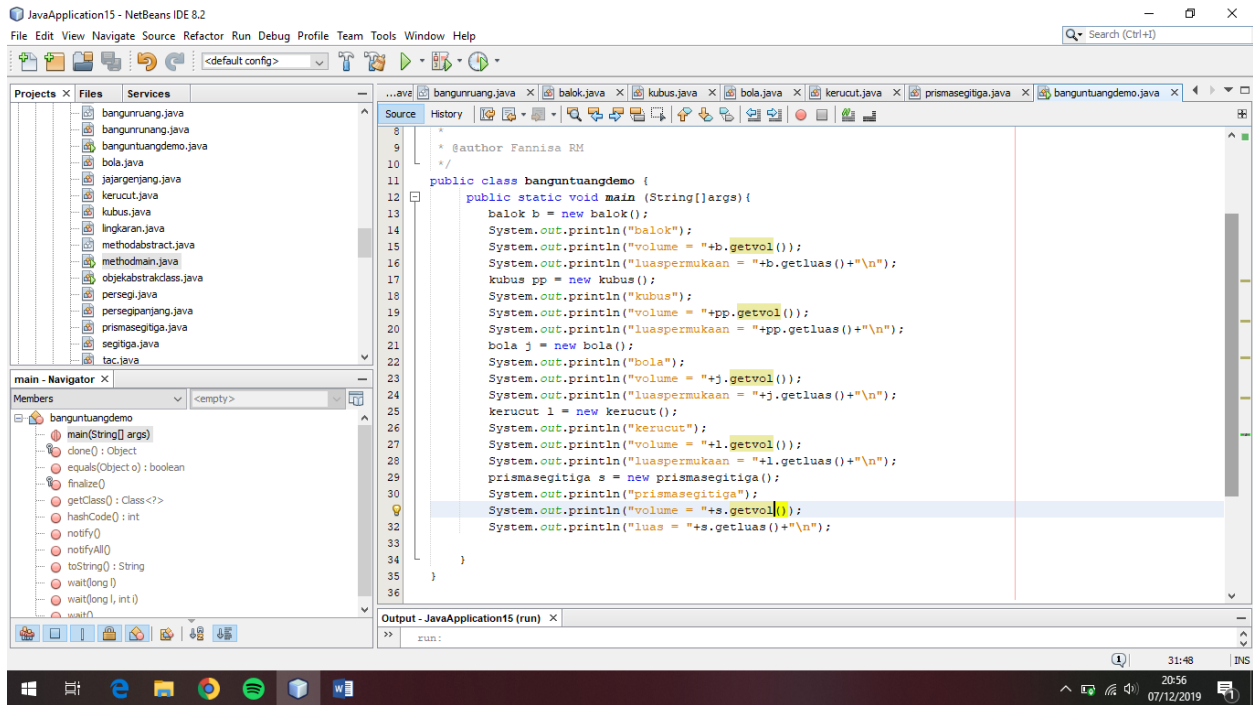 JavaApplication15 - NetBeans IDE 8.2
File Edit View Navigate Source Refactor Run Debug Profile Team Tools Window Help
Search (Ctrl+I)
<default config>
Projects Files Services
bangunruang.java
bangunrunang.java
banguntuangdemo.java
bola.java
jajargenjang.java
kerucut.java
kubus.java
lingkaran.java
methodabstract.java
methodmain.java
objekabstrakclass.java
persegi.java
persegipanjang.java
prismasegitiga.java
segitiga.java
tac.java
main - Navigator
Members <empty>
banguntuangdemo
main(String[] args)
clone() : Object
equals(Object o) : boolean
finalize()
getClass() : Class<?>
hashCode() : int
notify()
notifyAll()
toString() : String
wait(long l)
wait(long l, int i)
wait()
...ava bangunruang.java balok.java kubus.java bola.java kerucut.java prismasegitiga.java banguntuangdemo.java
Source History
8 *
9 * @author Fannisa RM
10 */
11 public class banguntuangdemo {
12 public static void main (String[]args){
13 balok b = new balok();
14 System.out.println("balok");
15 System.out.println("volume = "+b.getvol());
16 System.out.println("luaspermukaan = "+b.getluas()+"\n");
17 kubus pp = new kubus();
18 System.out.println("kubus");
19 System.out.println("volume = "+pp.getvol());
20 System.out.println("luaspermukaan = "+pp.getluas()+"\n");
21 bola j = new bola();
22 System.out.println("bola");
23 System.out.println("volume = "+j.getvol());
24 System.out.println("luaspermukaan = "+j.getluas()+"\n");
25 kerucut l = new kerucut();
26 System.out.println("kerucut");
27 System.out.println("volume = "+l.getvol());
28 System.out.println("luaspermukaan = "+l.getluas()+"\n");
29 prismasegitiga s = new prismasegitiga();
30 System.out.println("prismasegitiga");
System.out.println("volume = "+s.getvol());
32 System.out.println("luas = "+s.getluas()+"\n");
33
34 }
35 }
36
Output - JavaApplication15 (run)
run:
1 31:48 INS
20:56
07/12/2019